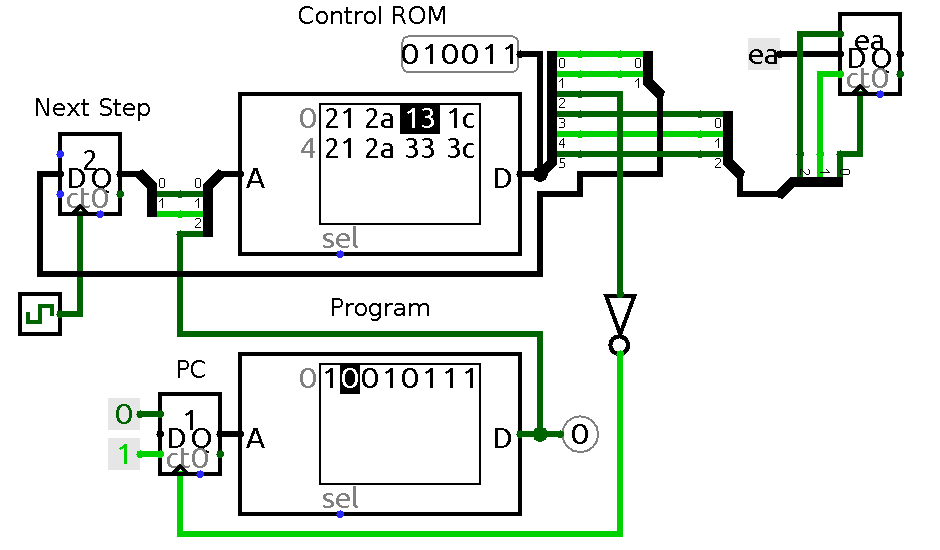 Control ROM
010011
0 21 2a 13 1c
4 21 2a 33 3c
A
D
sel
Next Step
2
D Q
ct0
0
1
0
1
2
0
1
2
3
4
5
0
1
0
1
2
ea
ea
D Q
ct0
2
1
0
Program
PC
0
1
1
D Q
ct0
0 10010111
A
D
sel
0